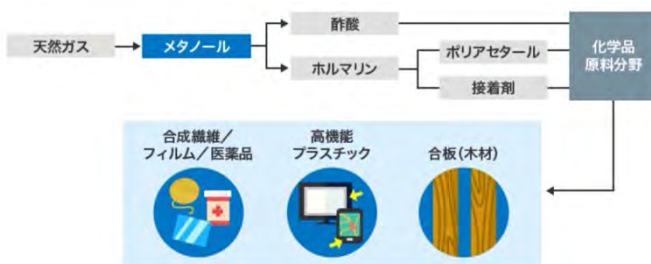 天然ガス
メタノール
酢酸
ホルマリン
ポリアセタール
接着剤
化学品
原料分野
合成繊維／
フィルム／医薬品
高機能
プラスチック
合板（木材）